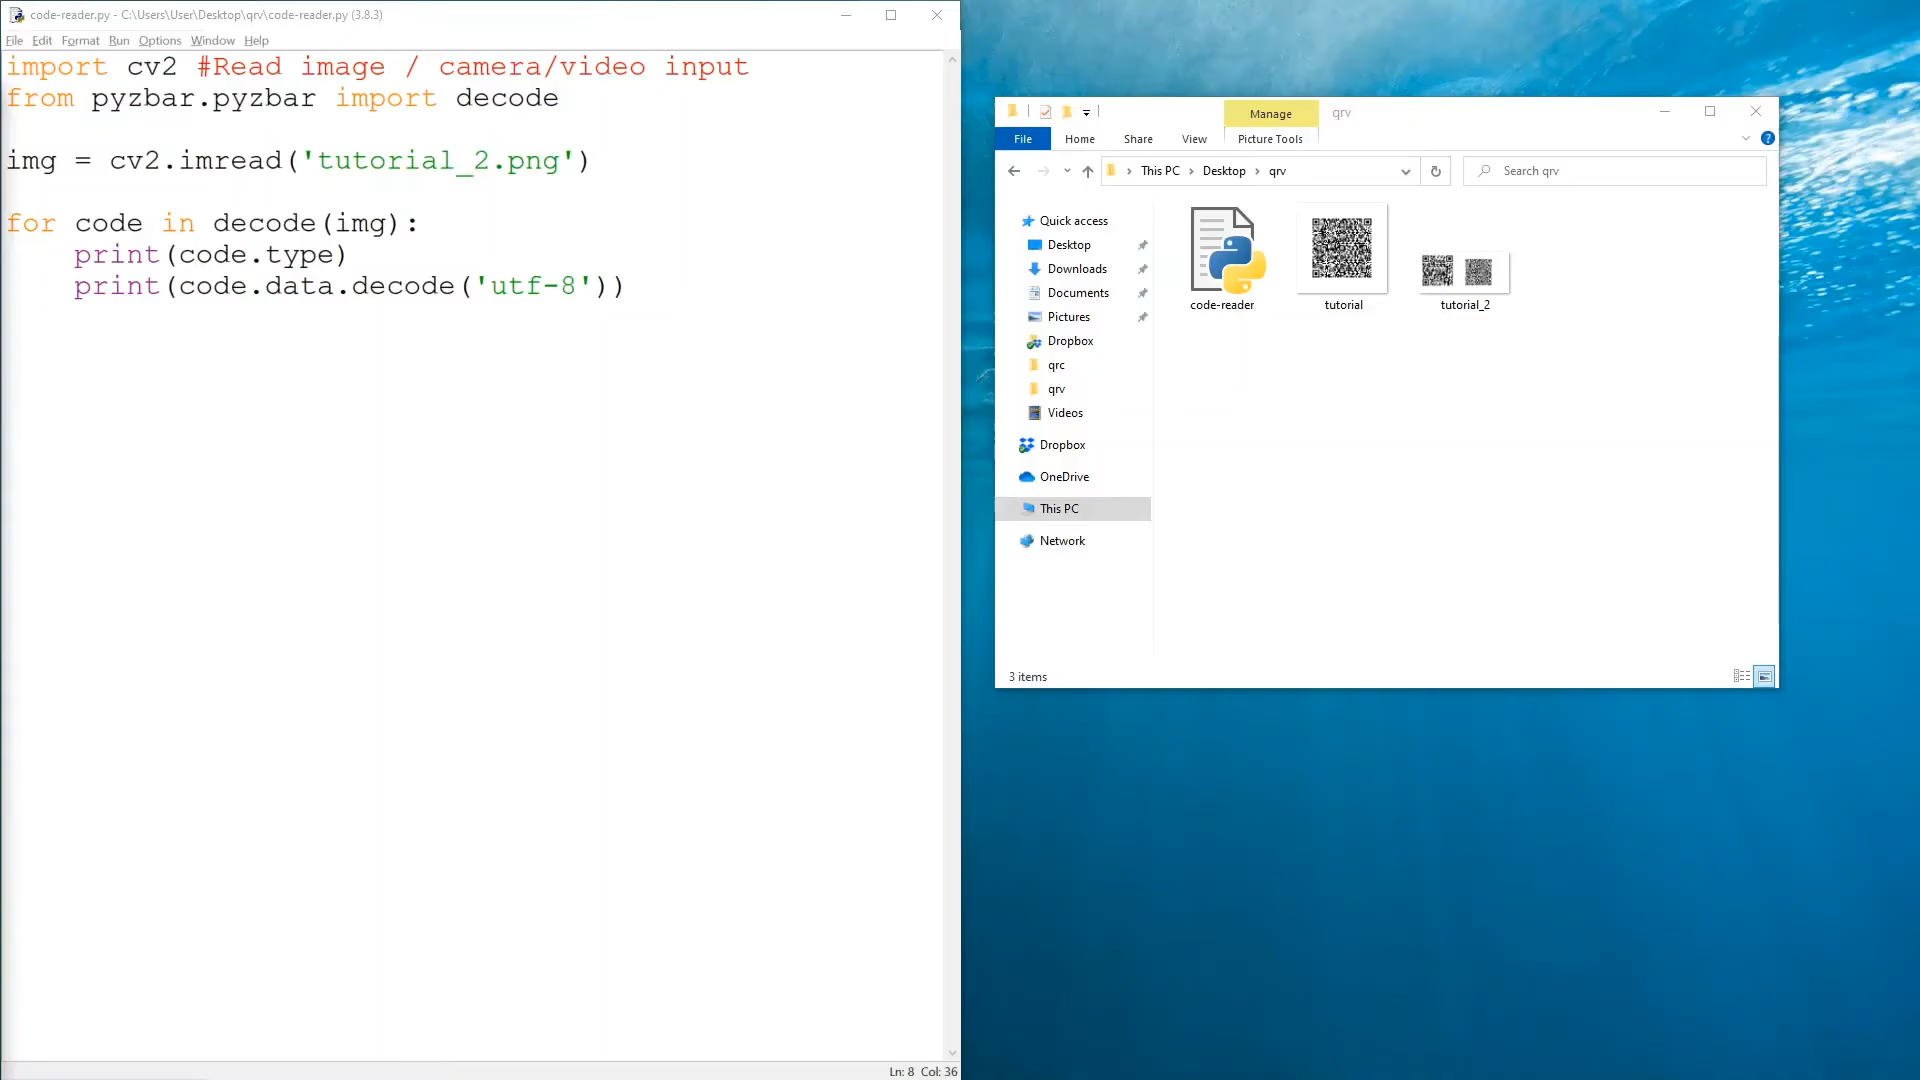 code-reader.py - C:\Users\User\Desktop\qrv\code-reader.py (3.8.3)
File Edit Format Run Options Window Help
import cv2 #Read image / camera/video input
from pyzbar.pyzbar import decode
img = cv2.imread('tutorial_2.png')
for code in decode(img):
    print(code.type)
    print(code.data.decode('utf-8'))
Ln: 8 Col: 36
Manage qrv
File Home Share View Picture Tools
This PC Desktop qrv
Search qrv
Quick access
Desktop
Downloads
Documents
Pictures
Dropbox
qrc
qrv
Videos
Dropbox
OneDrive
This PC
Network
code-reader
tutorial
tutorial_2
3 items